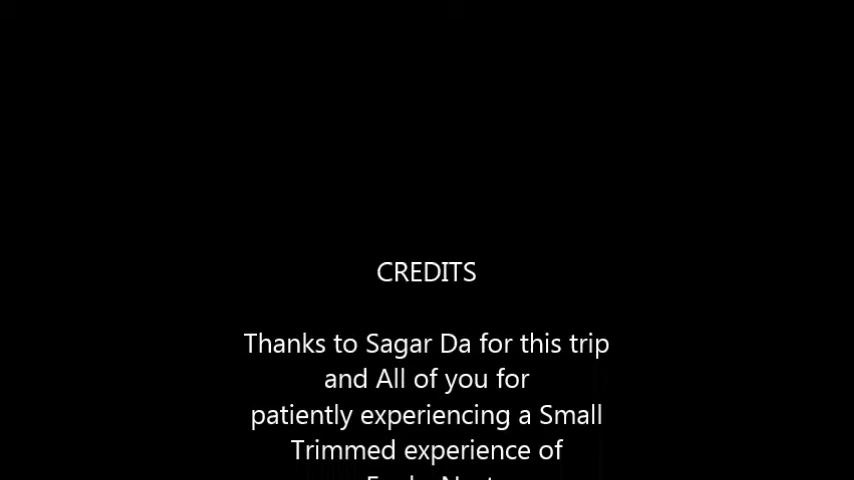 CREDITS
Thanks to Sagar Da for this trip
and All of you for
patiently experiencing a Small
Trimmed experience of